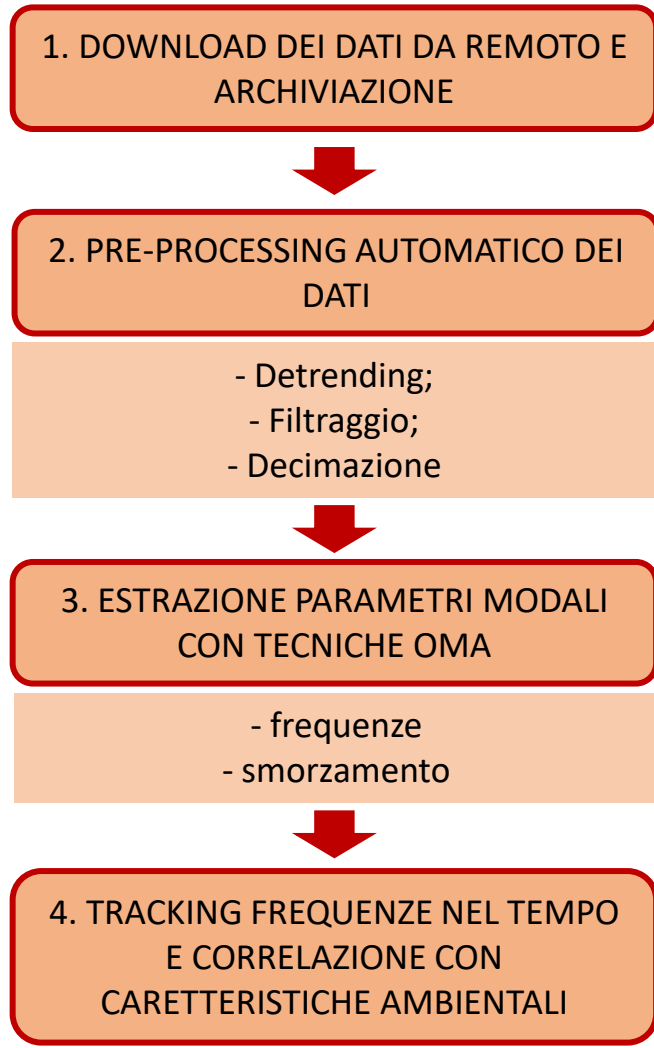 1. DOWNLOAD DEI DATI DA REMOTO E
ARCHIVIAZIONE
2. PRE-PROCESSING AUTOMATICO DEI
DATI
- Detrending;
- Filtraggio;
- Decimazione
3. ESTRAZIONE PARAMETRI MODALI
CON TECNICHE OMA
- frequenze
- smorzamento
4. TRACKING FREQUENZE NEL TEMPO
E CORRELAZIONE CON
CARETTERISTICHE AMBIENTALI